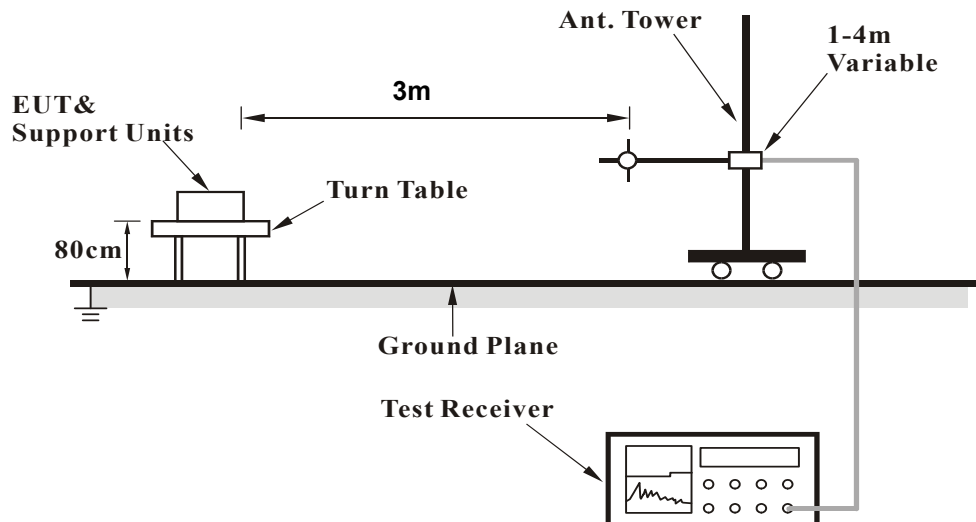 Ant. Tower
1-4m
Variable
3m
EUT&
Support Units
Turn Table
80cm
Ground Plane
Test Receiver